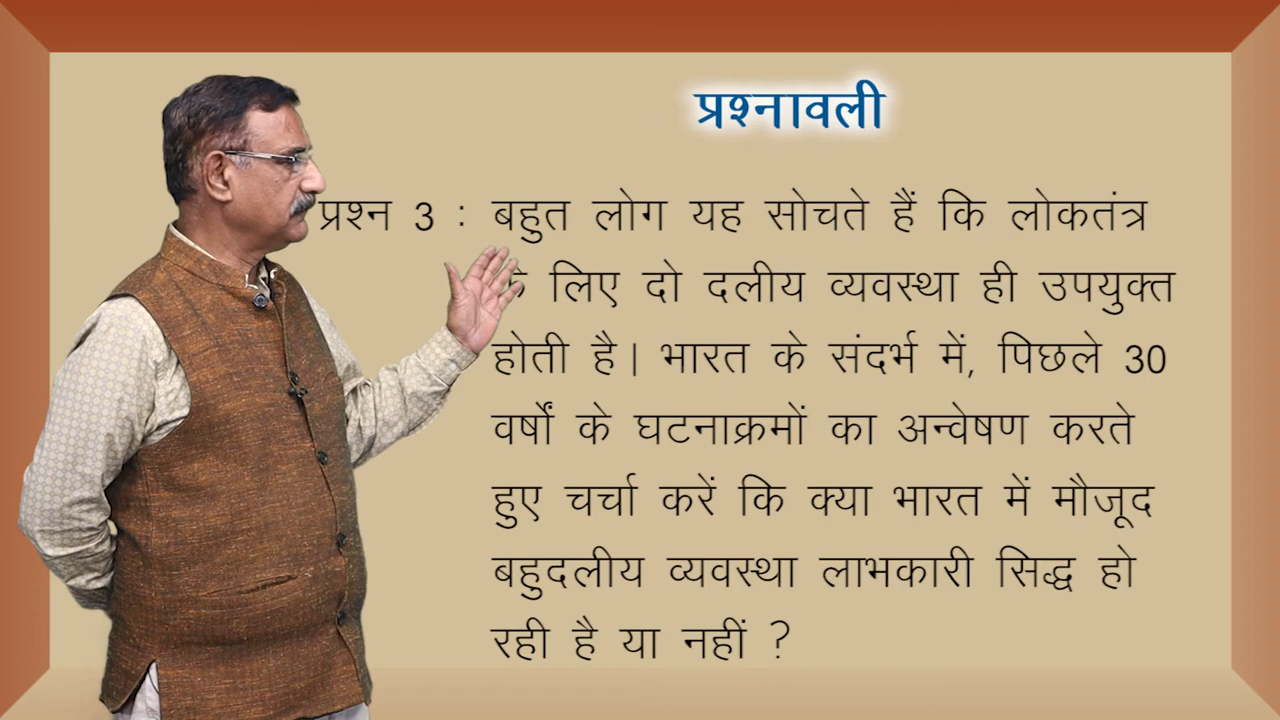 प्रश्नावली
प्रश्न 3 : बहुत लोग यह सोचते हैं कि लोकतंत्र
लिए दो दलीय व्यवस्था ही उपयुक्त
होती है। भारत के संदर्भ में, पिछले 30
वर्षों के घटनाक्रमों का अन्वेषण करते
हुए चर्चा करें कि क्या भारत में मौजूद
बहुदलीय व्यवस्था लाभकारी सिद्ध हो
रही है या नहीं ?